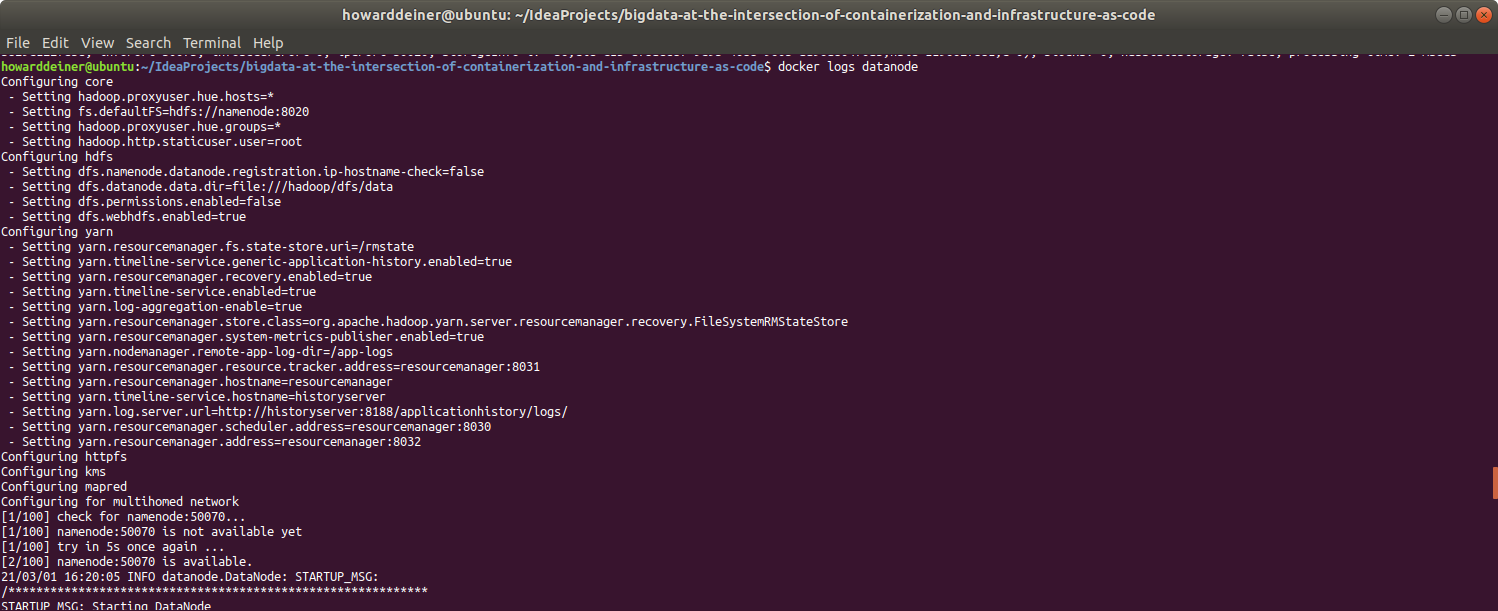 howarddeiner@ubuntu: ~/IdeaProjects/bigdata-at-the-intersection-of-containerization-and-infrastructure-as-code
File Edit View Search Terminal Help
howarddeiner@ubuntu:~/IdeaProjects/bigdata-at-the-intersection-of-containerization-and-infrastructure-as-code$ docker logs datanode
Configuring core
 - Setting hadoop.proxyuser.hue.hosts=*
 - Setting fs.defaultFS=hdfs://namenode:8020
 - Setting hadoop.proxyuser.hue.groups=*
 - Setting hadoop.http.staticuser.user=root
Configuring hdfs
 - Setting dfs.namenode.datanode.registration.ip-hostname-check=false
 - Setting dfs.datanode.data.dir=file:///hadoop/dfs/data
 - Setting dfs.permissions.enabled=false
 - Setting dfs.webhdfs.enabled=true
Configuring yarn
 - Setting yarn.resourcemanager.fs.state-store.uri=/rmstate
 - Setting yarn.timeline-service.generic-application-history.enabled=true
 - Setting yarn.resourcemanager.recovery.enabled=true
 - Setting yarn.timeline-service.enabled=true
 - Setting yarn.log-aggregation-enable=true
 - Setting yarn.resourcemanager.store.class=org.apache.hadoop.yarn.server.resourcemanager.recovery.FileSystemRMStateStore
 - Setting yarn.resourcemanager.system-metrics-publisher.enabled=true
 - Setting yarn.nodemanager.remote-app-log-dir=/app-logs
 - Setting yarn.resourcemanager.resource.tracker.address=resourcemanager:8031
 - Setting yarn.resourcemanager.hostname=resourcemanager
 - Setting yarn.timeline-service.hostname=historyserver
 - Setting yarn.log.server.url=http://historyserver:8188/applicationhistory/logs/
 - Setting yarn.resourcemanager.scheduler.address=resourcemanager:8030
 - Setting yarn.resourcemanager.address=resourcemanager:8032
Configuring httpfs
Configuring kms
Configuring mapred
Configuring for multihomed network
[1/100] check for namenode:50070...
[1/100] namenode:50070 is not available yet
[1/100] try in 5s once again ...
[2/100] namenode:50070 is available.
21/03/01 16:20:05 INFO datanode.DataNode: STARTUP_MSG:
/************************************************************
STARTUP_MSG: Starting DataNode